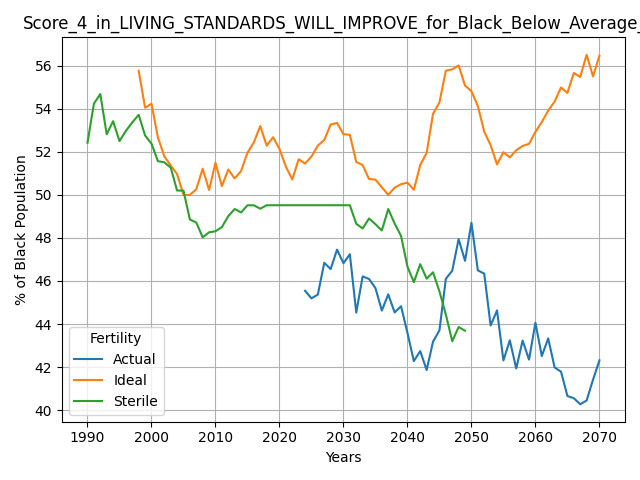 Score_4_in_LIVING_STANDARDS_WILL_IMPROVE_for_Black_Below_Average_
% of Black Population
56
54
52
50
48
46
44
42
40
Fertility
Actual
Ideal
Sterile
1990 2000 2010 2020 2030 2040 2050 2060 2070
Years